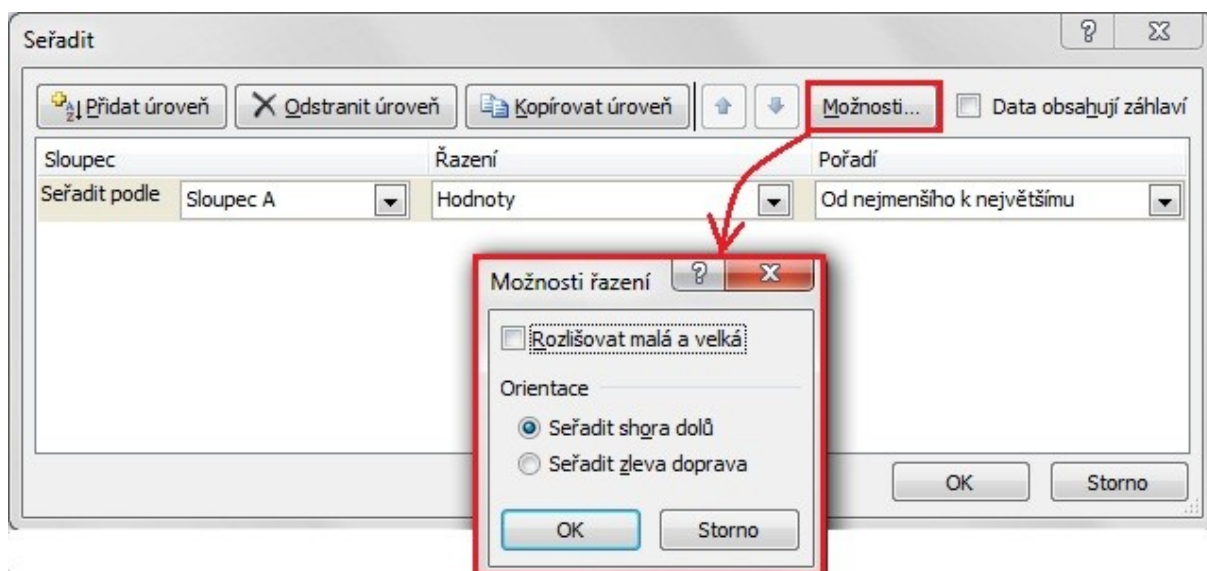 Seřadit
Přidat úroveň Odstranit úroveň Kopírovat úroveň Možnosti... Data obsahují záhlaví
Sloupec Řazení Pořadí
Seřadit podle Sloupec A Hodnoty Od nejmenšího k největšímu
Možnosti řazení
Rozlišovat malá a velká
Orientace
Seřadit shora dolů
Seřadit zleva doprava
OK Storno
OK Storno